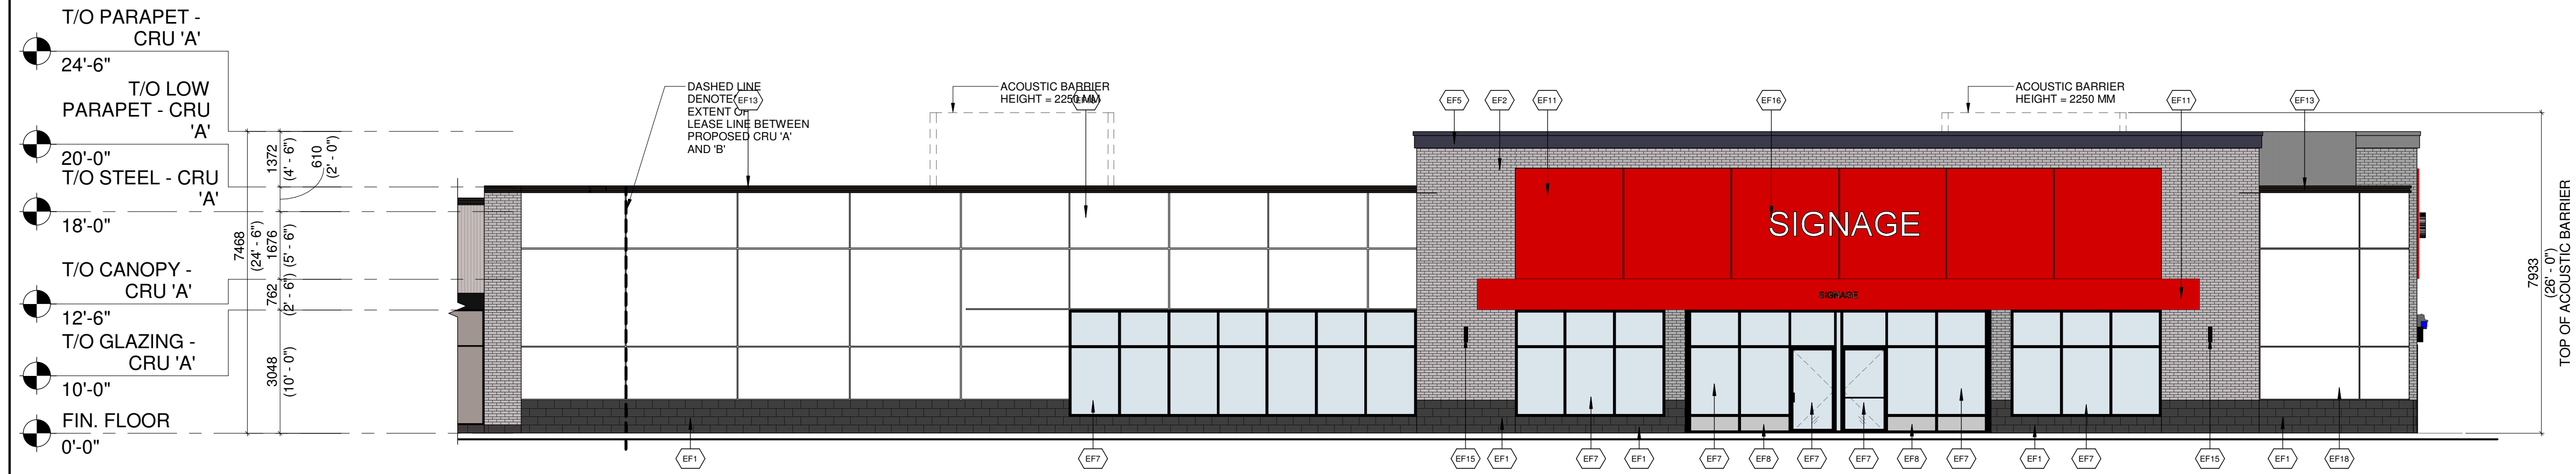 T/O PARAPET -
CRU 'A'
24'-6"
T/O LOW
PARAPET - CRU
'A'
20'-0"
T/O STEEL - CRU
'A'
18'-0"
T/O CANOPY -
CRU 'A'
12'-6"
T/O GLAZING -
CRU 'A'
10'-0"
FIN. FLOOR
0'-0"
7468
(24' - 6")
1372
(4' - 6")
610
(2' - 0")
1676
(5' - 6")
762
(2' - 6")
3048
(10' - 0")
DASHED LINE
DENOTES
EXTENT OF
LEASE LINE BETWEEN
PROPOSED CRU 'A'
AND 'B'
EF13
ACOUSTIC BARRIER
HEIGHT = 2250 MM
EF5
EF2
EF11
EF16
ACOUSTIC BARRIER
HEIGHT = 2250 MM
EF11
EF13
SIGNAGE
SIGNAGE
7933
(26' - 0")
TOP OF ACOUSTIC BARRIER
EF1
EF7
EF15
EF1
EF7
EF1
EF7
EF8
EF7
EF7
EF8
EF7
EF1
EF7
EF15
EF1
EF18